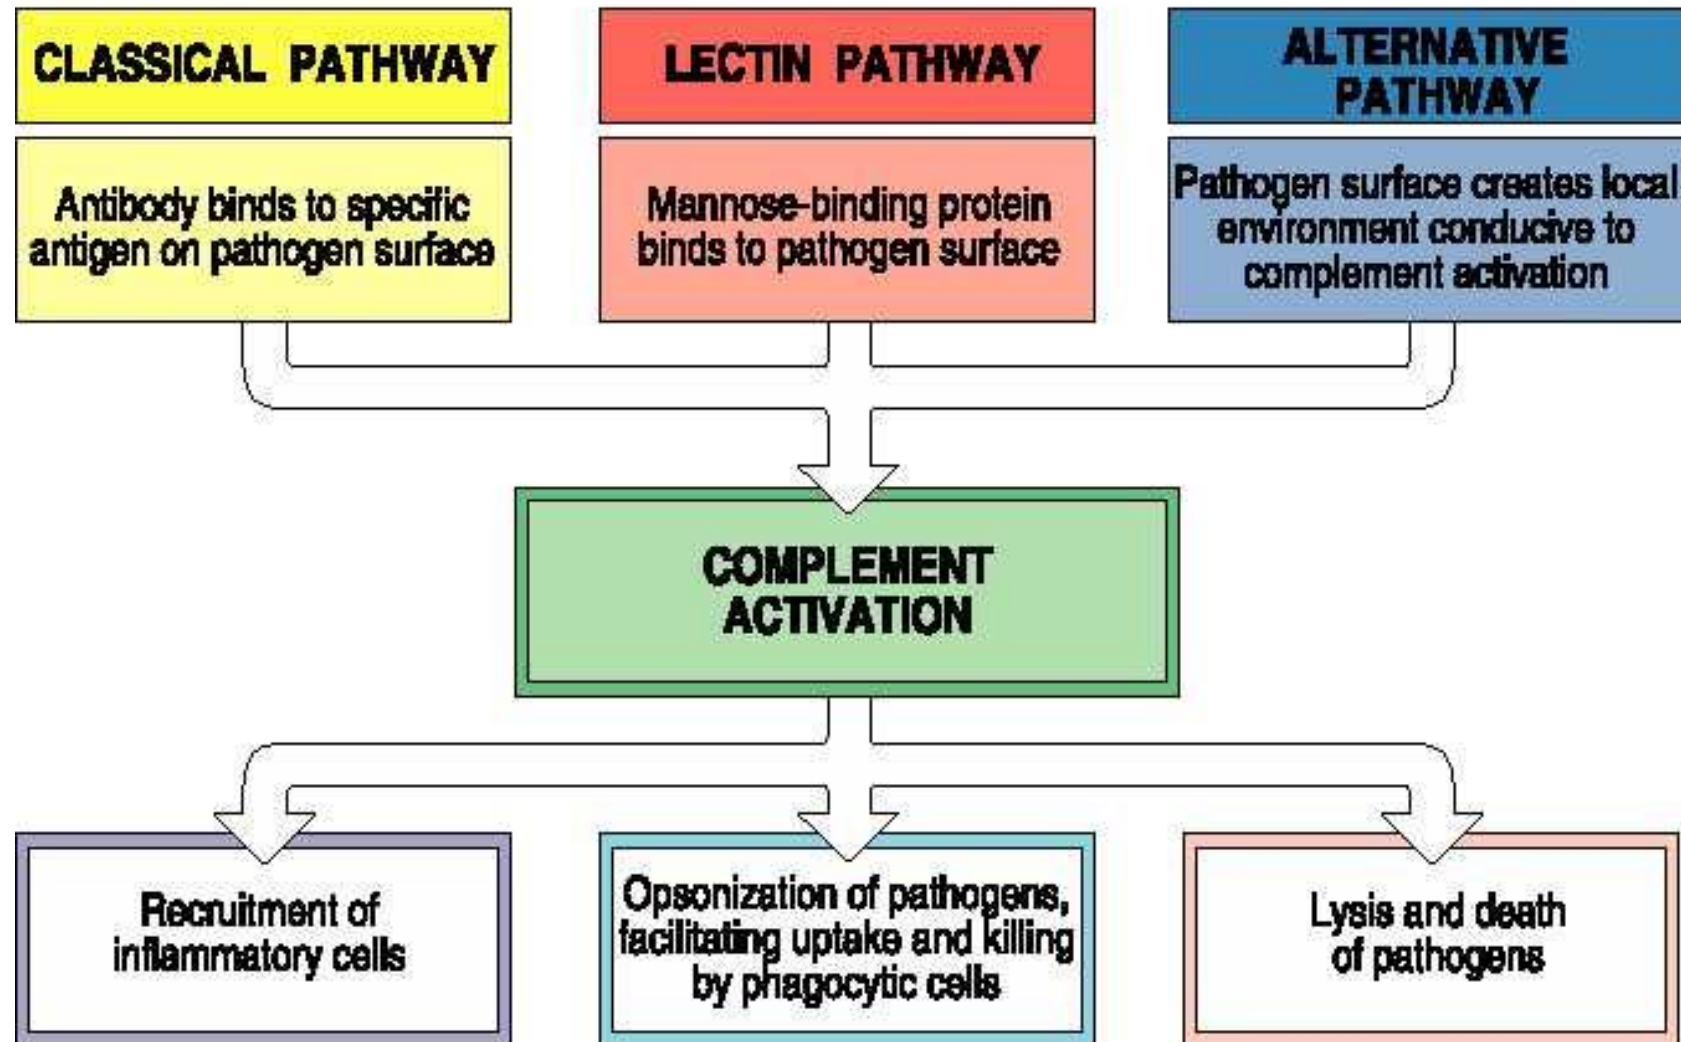 CLASSICAL PATHWAY
LECTIN PATHWAY
ALTERNATIVE
PATHWAY
Antibody binds to specific
antigen on pathogen surface
Mannose-binding protein
binds to pathogen surface
Pathogen surface creates local
environment conducive to
complement activation
COMPLEMENT
ACTIVATION
Recruitment of
inflammatory cells
Opsonization of pathogens,
facilitating uptake and killing
by phagocytic cells
Lysis and death
of pathogens